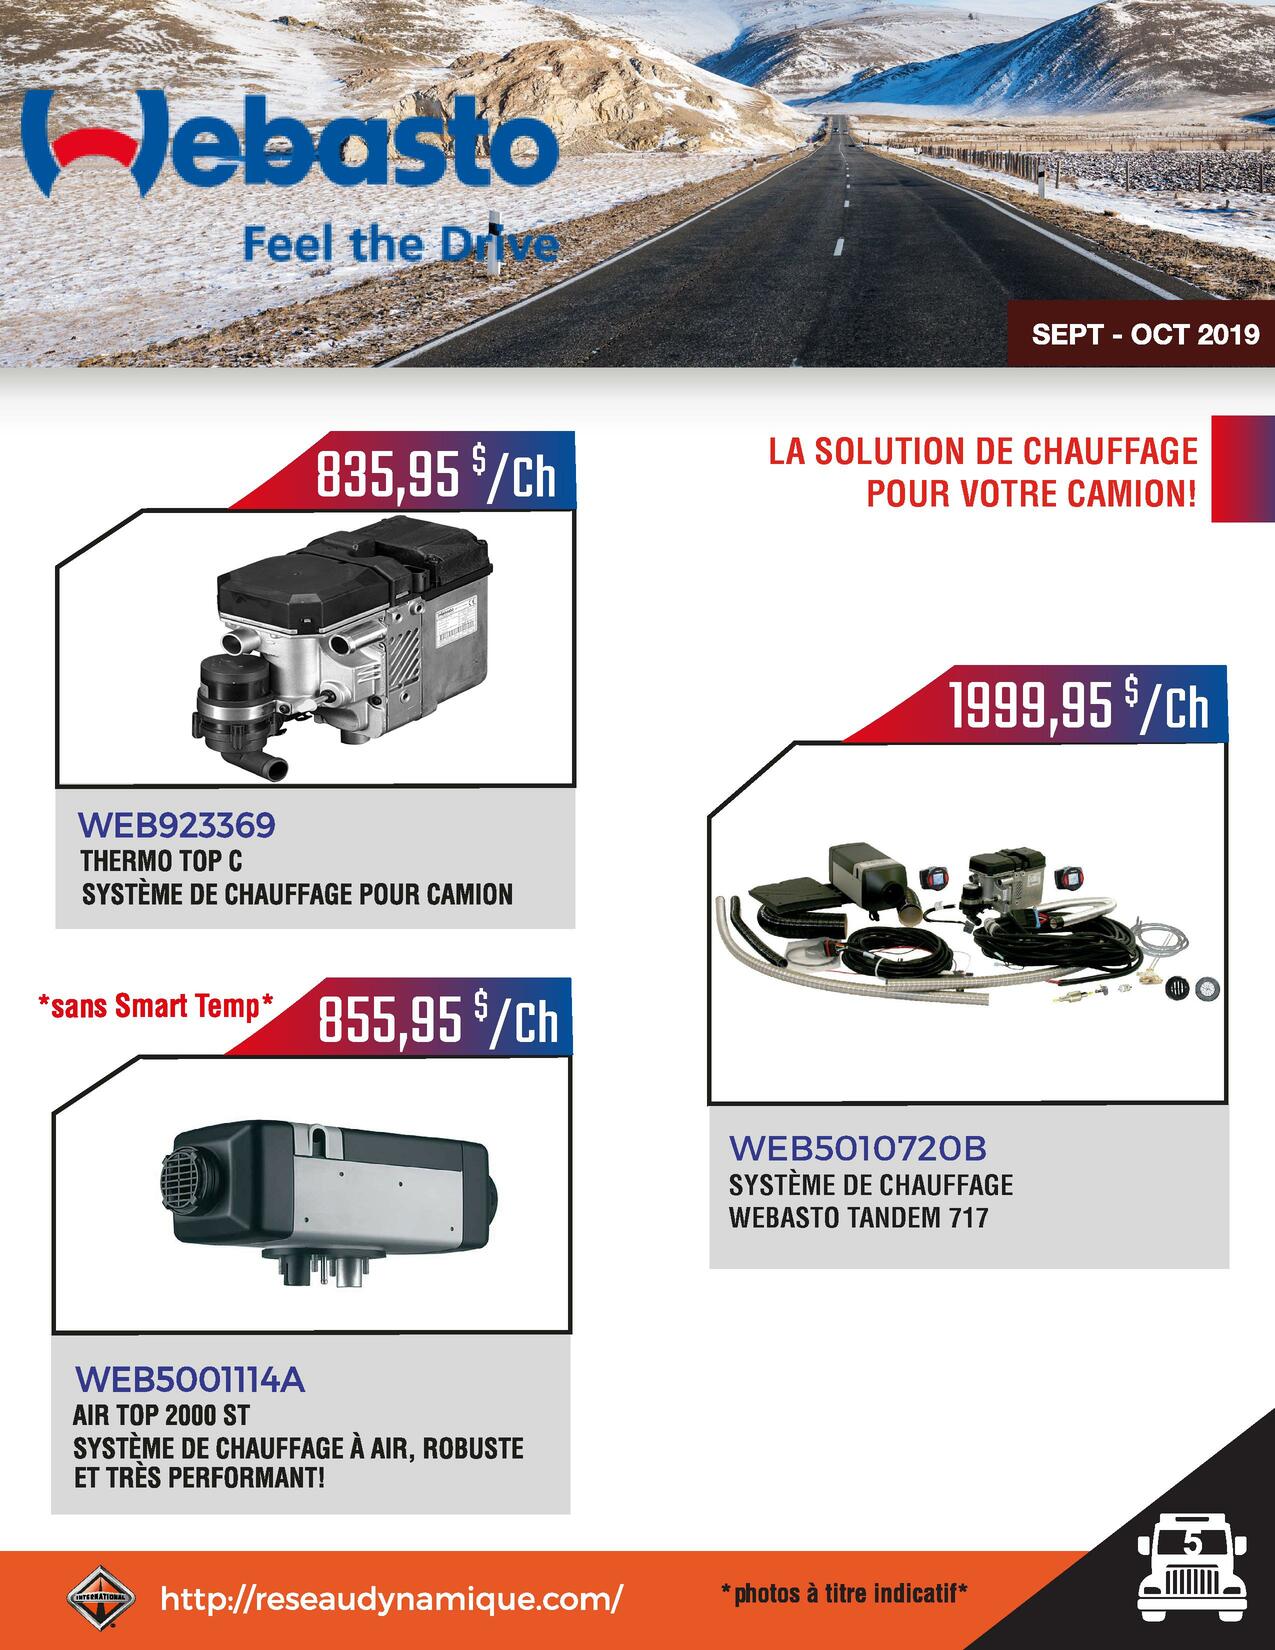 Webasto
Feel the Drive
SEPT - OCT 2019
LA SOLUTION DE CHAUFFAGE
POUR VOTRE CAMION!
835,95 $/Ch
WEB923369
THERMO TOP C
SYSTÈME DE CHAUFFAGE POUR CAMION
1999,95 $/Ch
WEB5010720B
SYSTÈME DE CHAUFFAGE
WEBASTO TANDEM 717
*sans Smart Temp*
855,95 $/Ch
WEB5001114A
AIR TOP 2000 ST
SYSTÈME DE CHAUFFAGE À AIR, ROBUSTE
ET TRÈS PERFORMANT!
INTERNATIONAL
http://reseaudynamique.com/
*photos à titre indicatif*
5